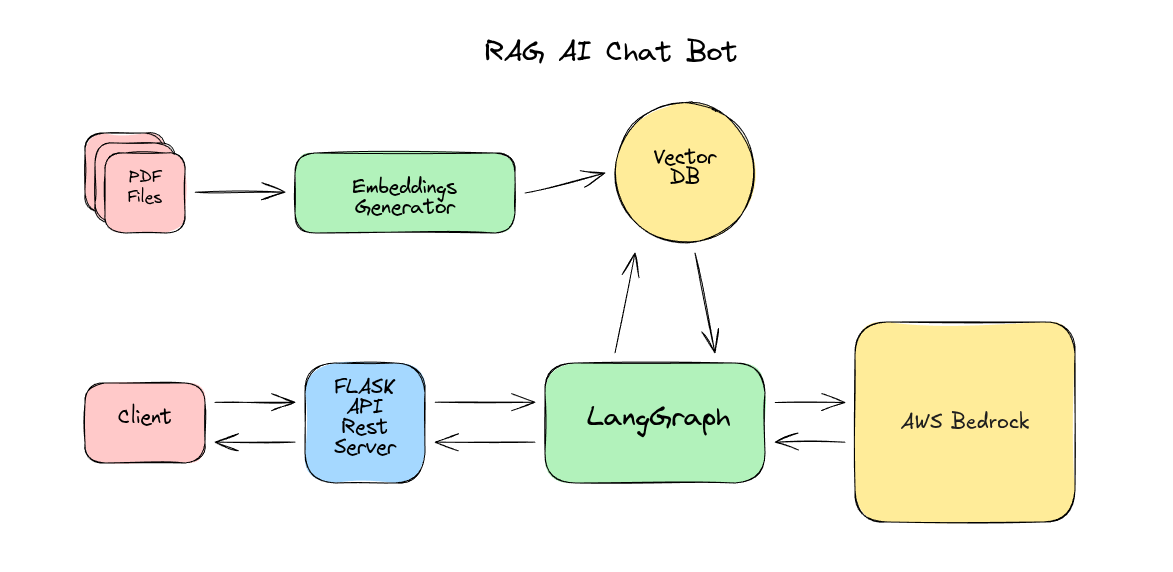 RAG AI Chat Bot
PDF
Files
Embeddings
Generator
Vector
DB
Client
FLASK
API
Rest
Server
LangGraph
AWS Bedrock